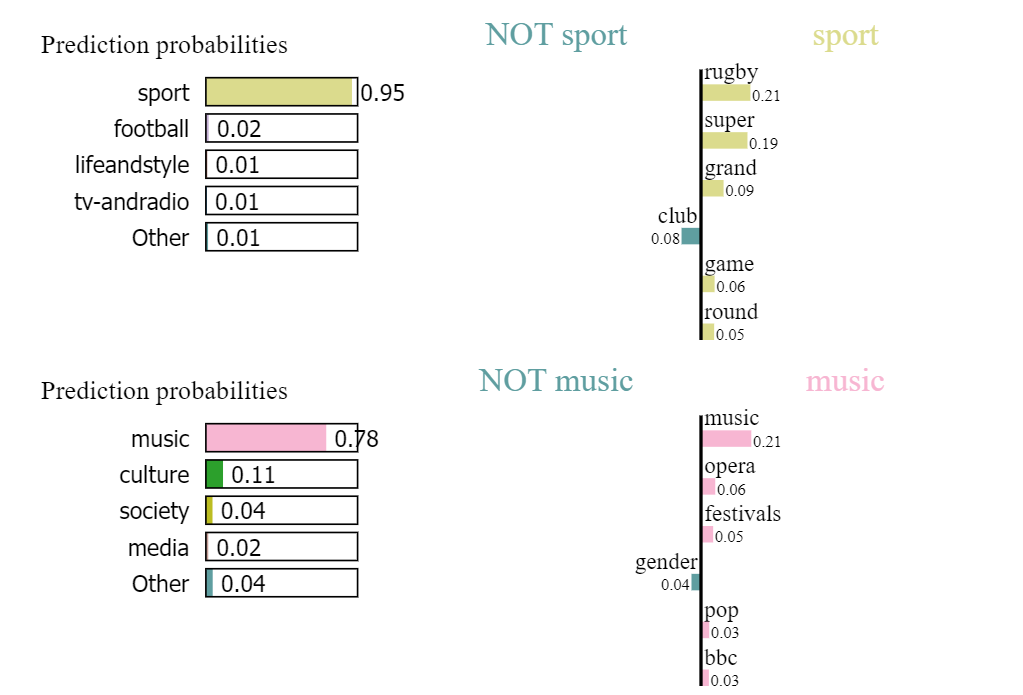 Prediction probabilities
sport 0.95
football 0.02
lifeandstyle 0.01
tv-andradio 0.01
Other 0.01
NOT sport sport
rugby
0.21
super
0.19
grand
0.09
club
0.08
game
0.06
round
0.05
Prediction probabilities
music 0.78
culture 0.11
society 0.04
media 0.02
Other 0.04
NOT music music
music
0.21
opera
0.06
festivals
0.05
gender
0.04
pop
0.03
bbc
0.03